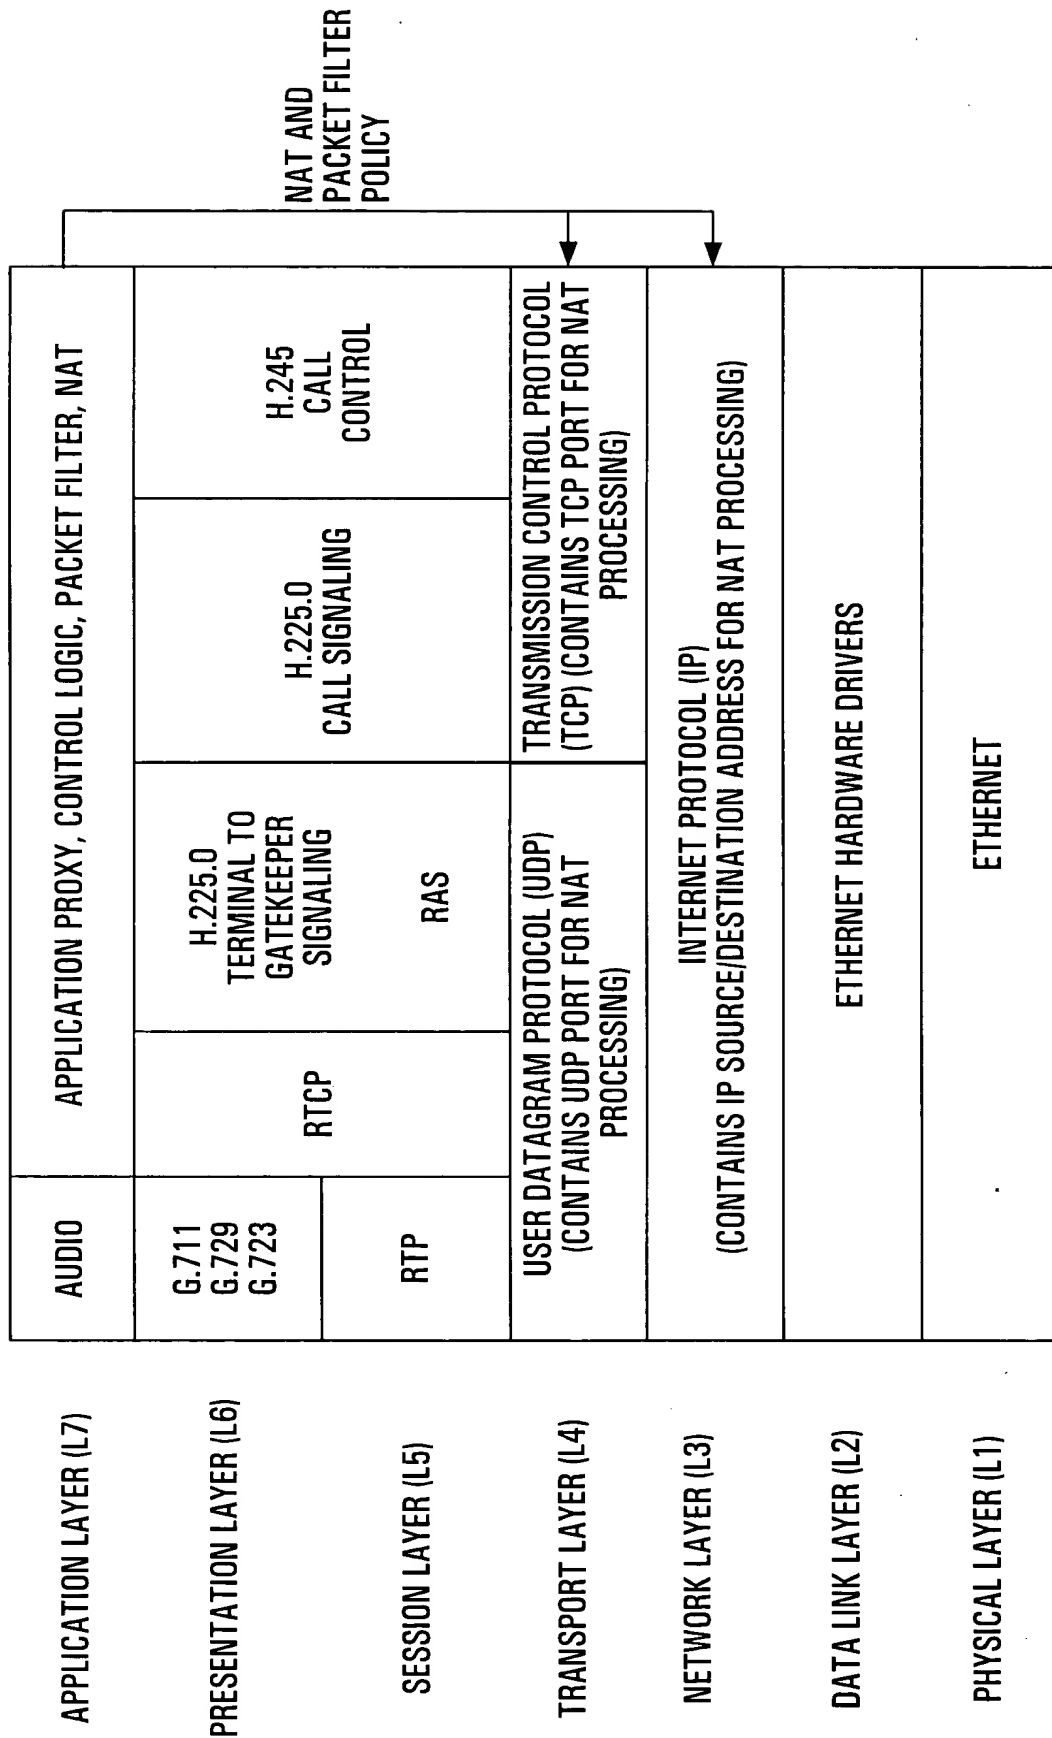 APPLICATION LAYER (L7)
AUDIO
APPLICATION PROXY, CONTROL LOGIC, PACKET FILTER, NAT
NAT AND
PACKET FILTER
POLICY
PRESENTATION LAYER (L6)
G.711
G.729
G.723
RTCP
H.225.0
TERMINAL TO
GATEKEEPER
SIGNALING
RAS
H.225.0
CALL SIGNALING
H.245
CALL
CONTROL
SESSION LAYER (L5)
RTP
TRANSPORT LAYER (L4)
USER DATAGRAM PROTOCOL (UDP)
(CONTAINS UDP PORT FOR NAT
PROCESSING)
TRANSMISSION CONTROL PROTOCOL
(TCP) (CONTAINS TCP PORT FOR NAT
PROCESSING)
NETWORK LAYER (L3)
INTERNET PROTOCOL (IP)
(CONTAINS IP SOURCE/DESTINATION ADDRESS FOR NAT PROCESSING)
DATA LINK LAYER (L2)
ETHERNET HARDWARE DRIVERS
PHYSICAL LAYER (L1)
ETHERNET